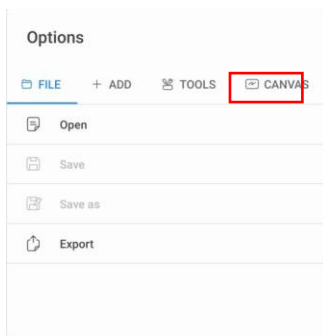 Options
FILE + ADD TOOLS CANVAS
Open
Save
Save as
Export